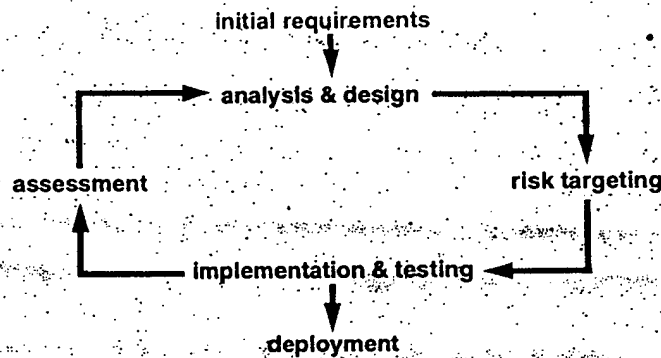 initial requirements
analysis & design
assessment
risk targeting
implementation & testing
deployment